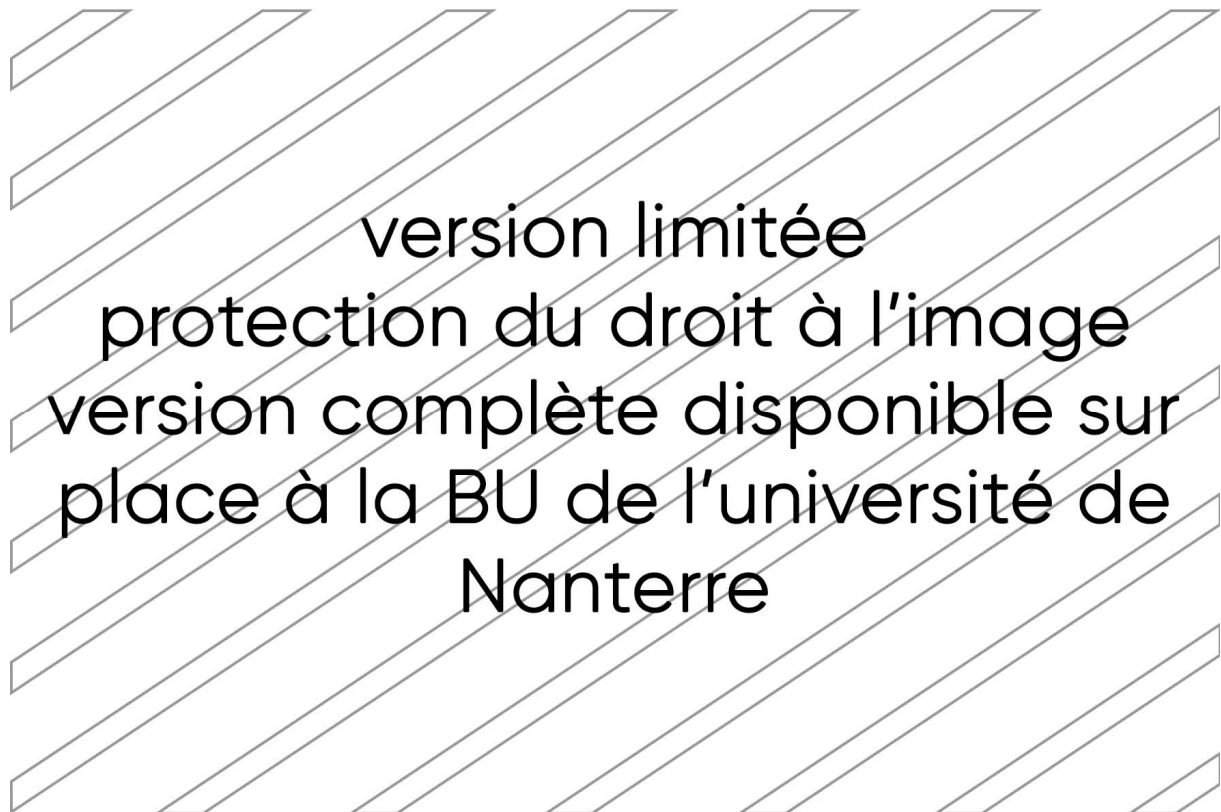 version limitée
protection du droit à l’image
version complète disponible sur
place à la BU de l’université de
Nanterre